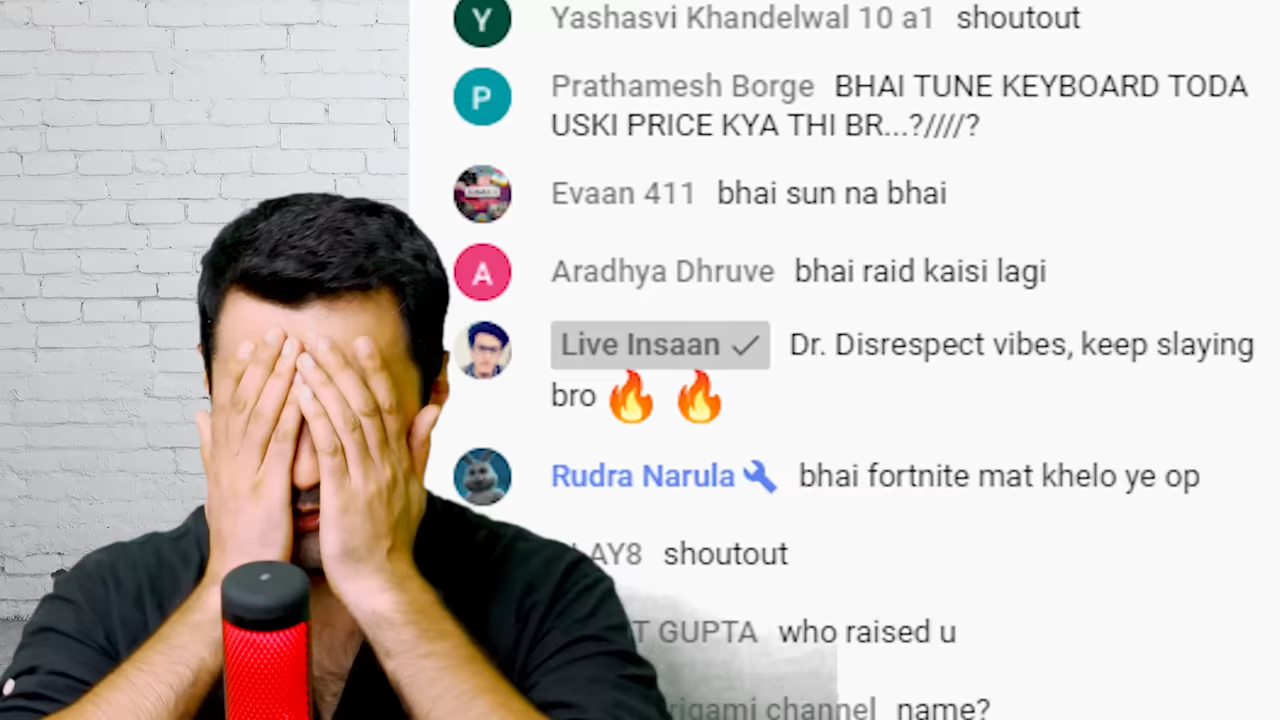 Y Yashasvi Khandelwal 10 a1 shoutout
P Prathamesh Borge BHAI TUNE KEYBOARD TODA
USKI PRICE KYA THI BR...?////?
Evaan 411 bhai sun na bhai
A Aradhya Dhruve bhai raid kaisi lagi
Live Insaan ✓ Dr. Disrespect vibes, keep slaying
bro 🔥 🔥
Rudra Narula 🔧 bhai fortnite mat khelo ye op
AY8 shoutout
T GUPTA who raised u
rigami channel name?